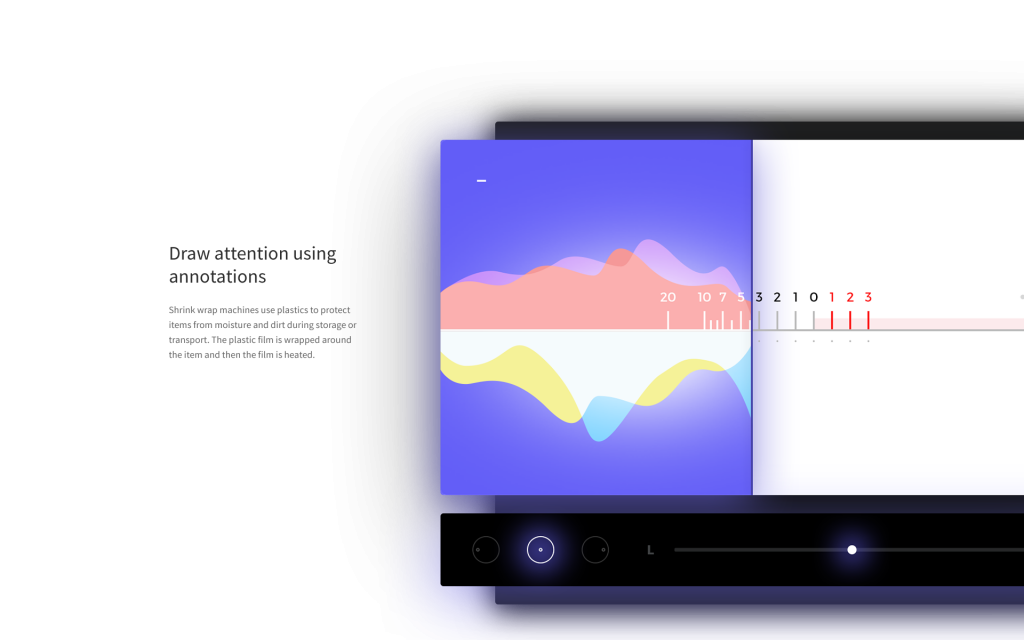 Draw attention using
annotations
Shrink wrap machines use plastics to protect
items from moisture and dirt during storage or
transport. The plastic film is wrapped around
the item and then the film is heated.
20 10 7 5 3 2 1 0 1 2 3
L